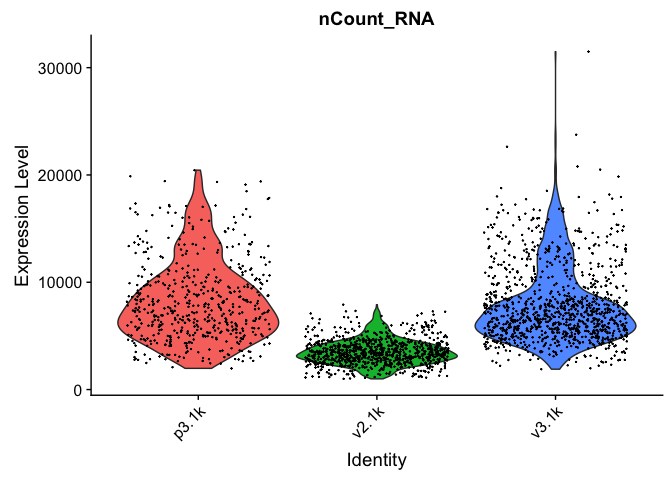 nCount_RNA
Expression Level
30000
20000
10000
0
p3.1k
v2.1k
v3.1k
Identity